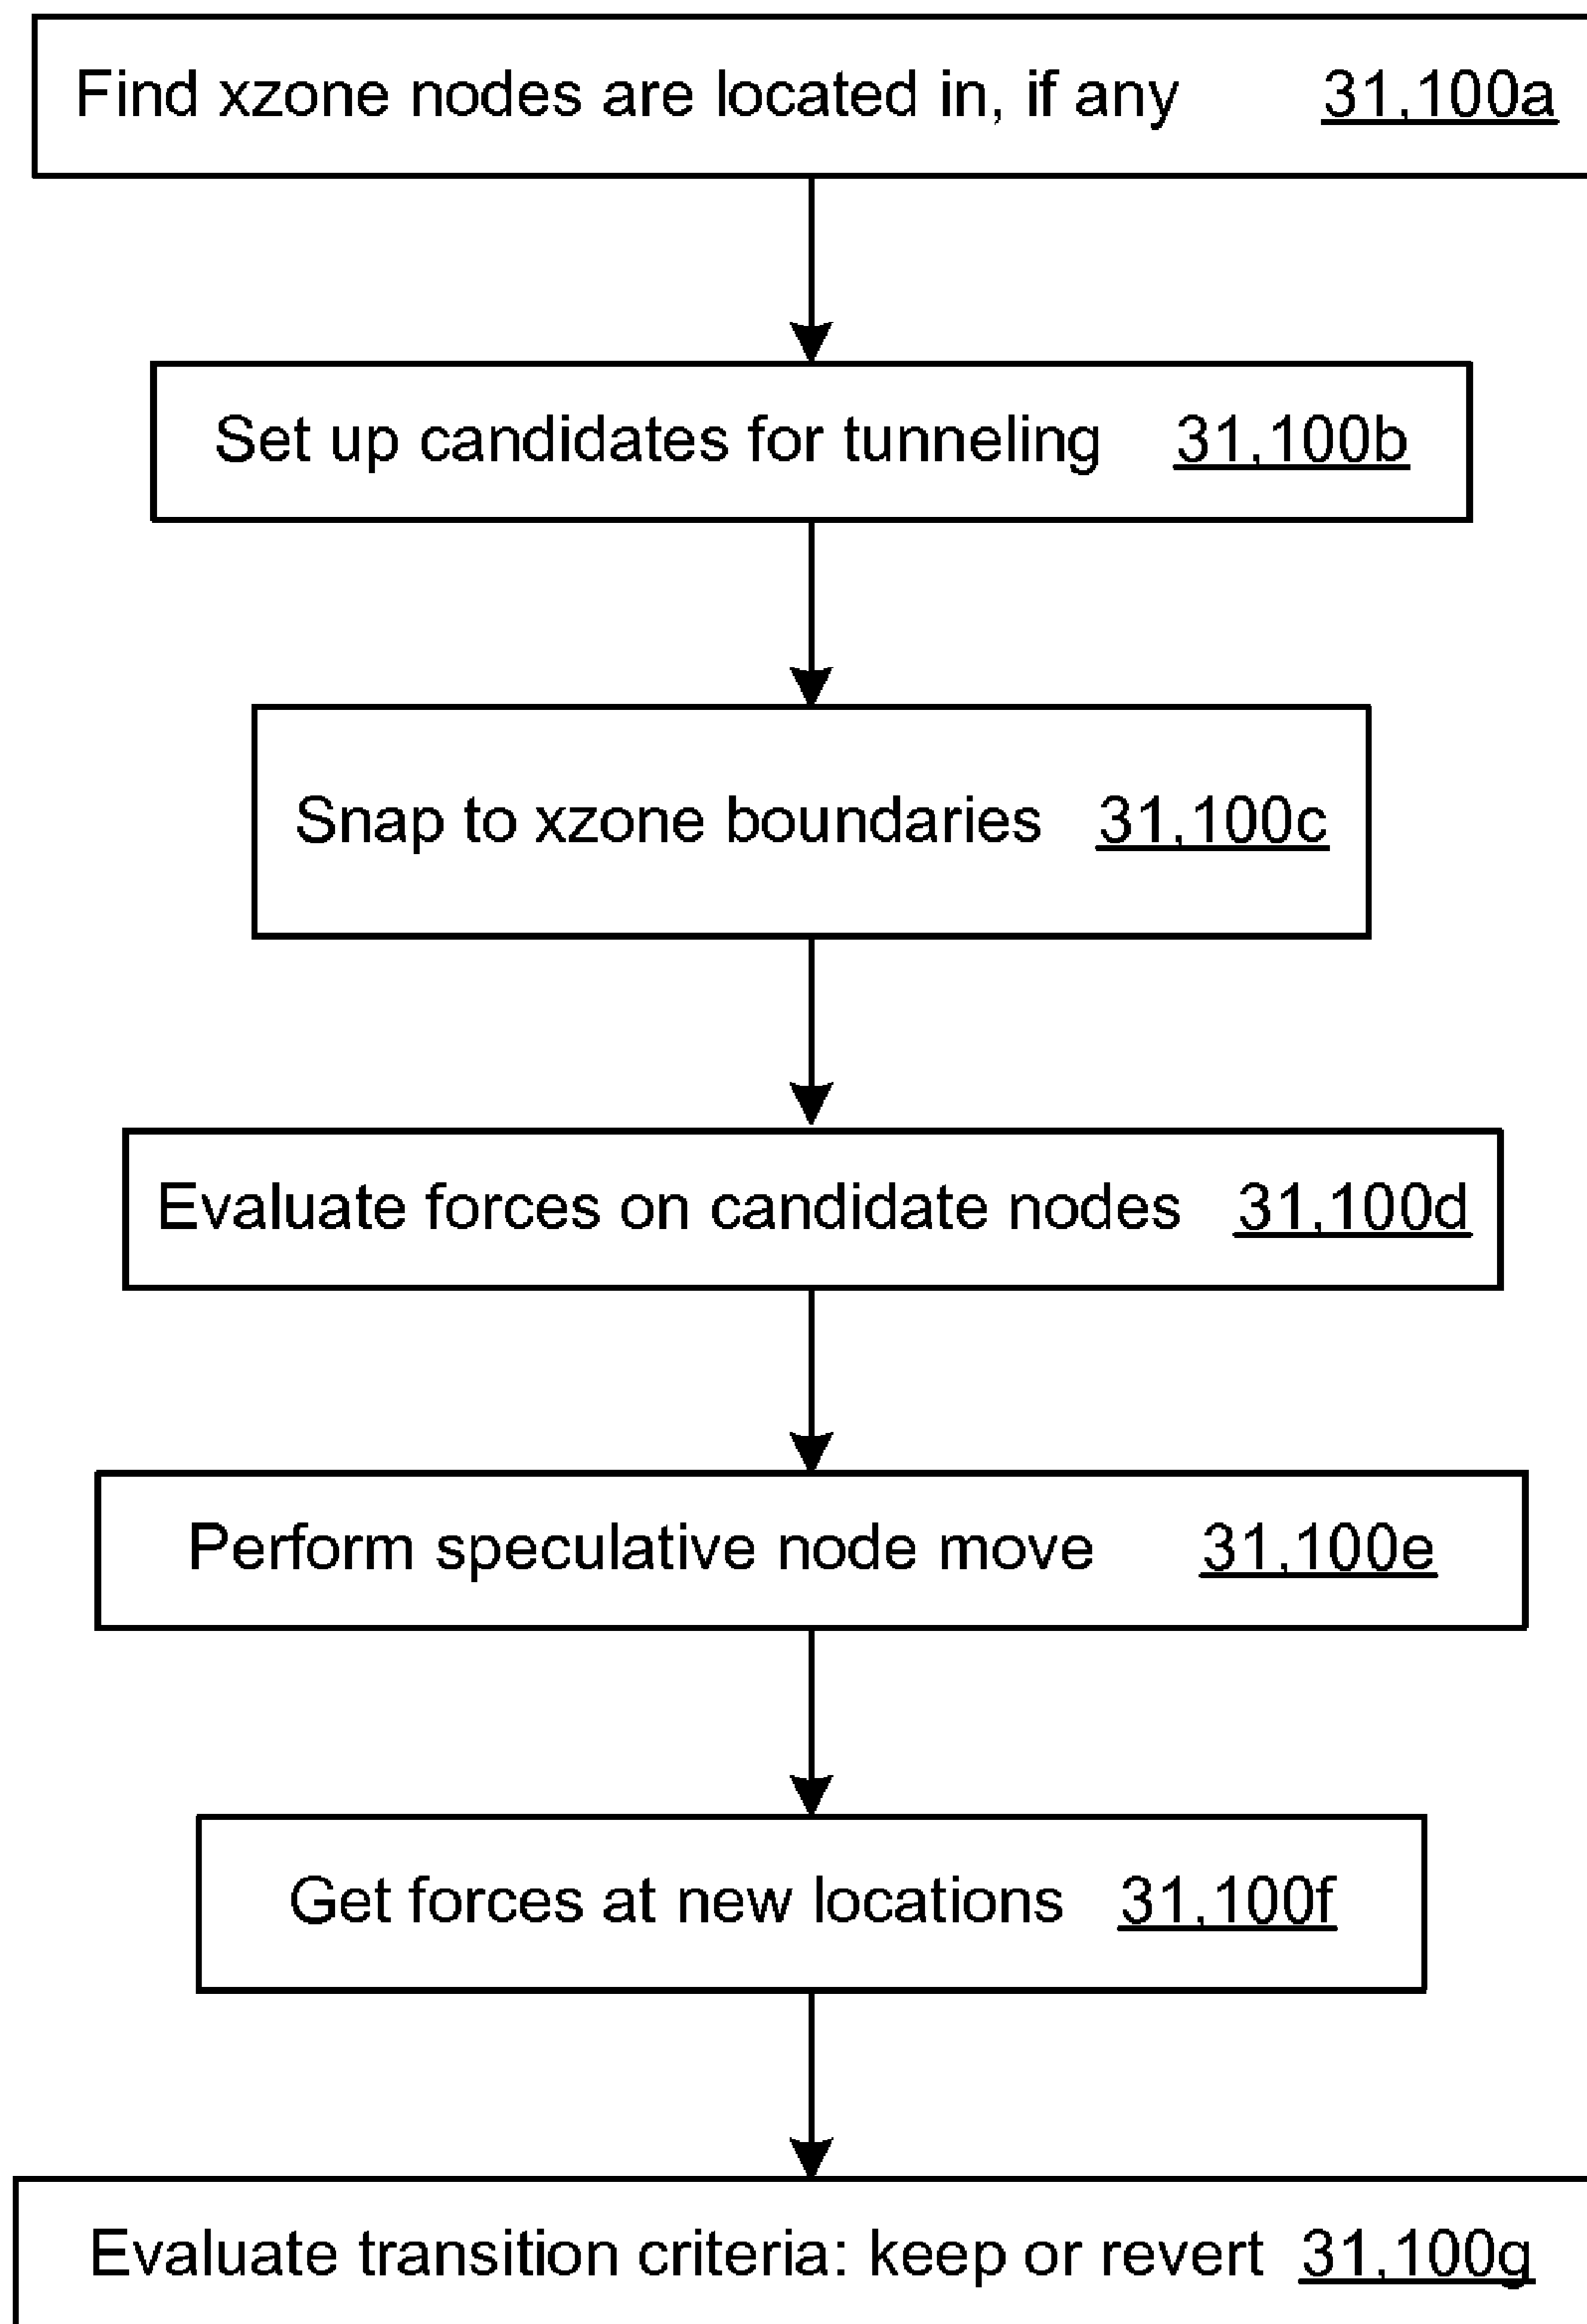 Find xzone nodes are located in, if any 31,100a
Set up candidates for tunneling 31,100b
Snap to xzone boundaries 31,100c
Evaluate forces on candidate nodes 31,100d
Perform speculative node move 31,100e
Get forces at new locations 31,100f
Evaluate transition criteria: keep or revert 31,100g